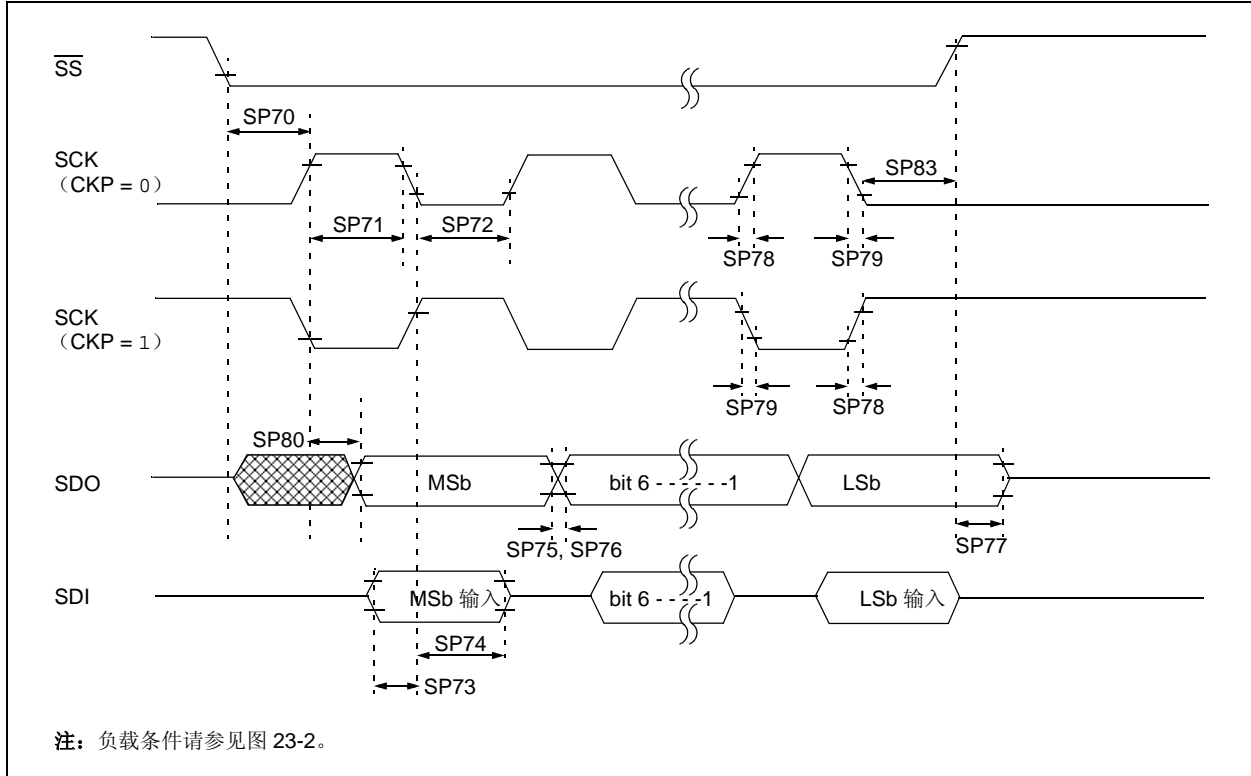 SS
SP70
SCK
（CKP = 0）
SP83
SP71
SP72
SP78
SP79
SCK
（CKP = 1）
SP79
SP78
SP80
SDO
MSb
bit 6 - - - - - -1
LSb
SP75, SP76
SP77
SDI
MSb 输入
bit 6 - - - -1
LSb 输入
SP74
SP73
注：负载条件请参见图 23-2。